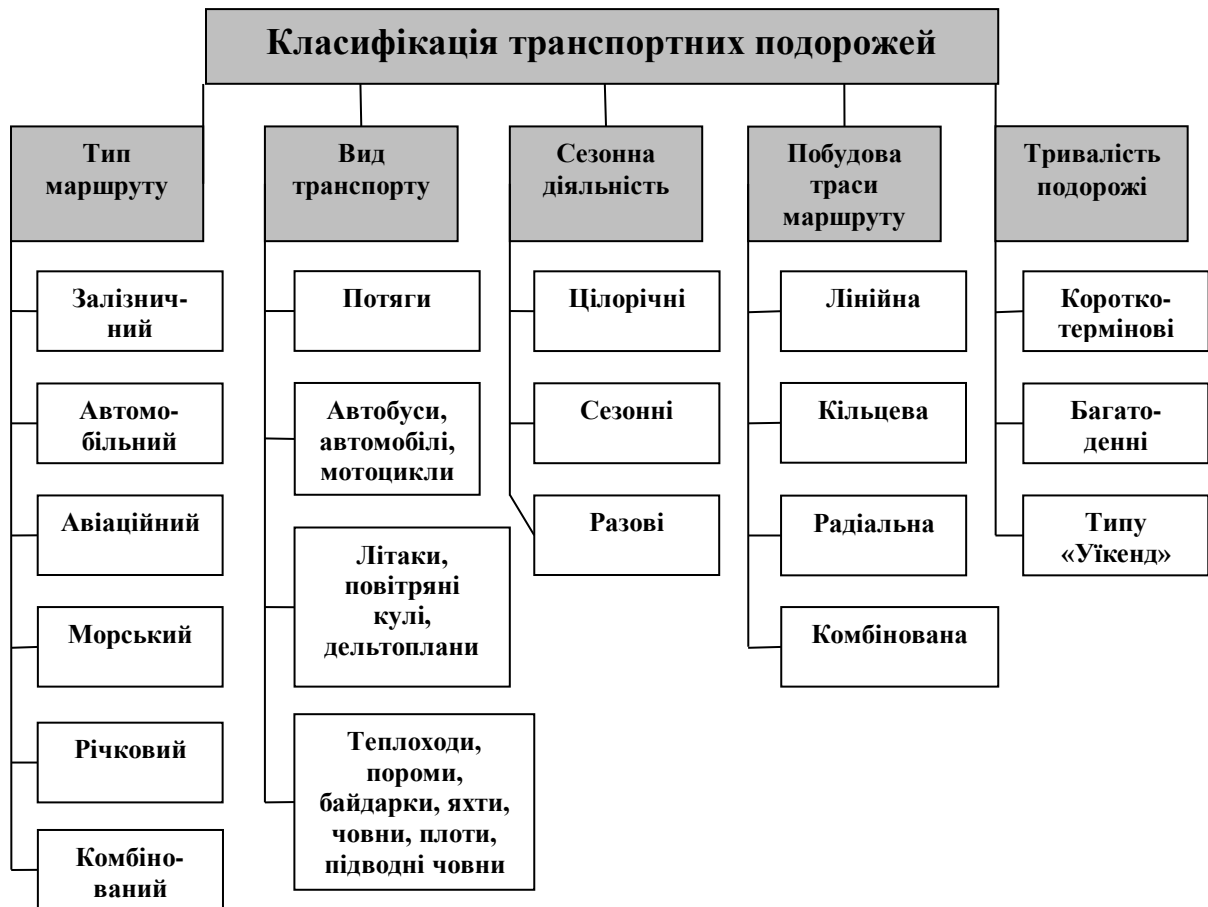 Класифікація транспортних подорожей
Тип
маршруту
Вид
транспорту
Сезонна
діяльність
Побудова
траси
маршруту
Тривалість
подорожі
Залізнич-
ний
Автомо-
більний
Авіаційний
Морський
Річковий
Комбіно-
ваний
Потяги
Автобуси,
автомобілі,
мотоцикли
Літаки,
повітряні
кулі,
дельтоплани
Теплоходи,
пороми,
байдарки, яхти,
човни, плоти,
підводні човни
Цілорічні
Сезонні
Разові
Лінійна
Кільцева
Радіальна
Комбінована
Коротко-
термінові
Багато-
денні
Типу
«Уїкенд»